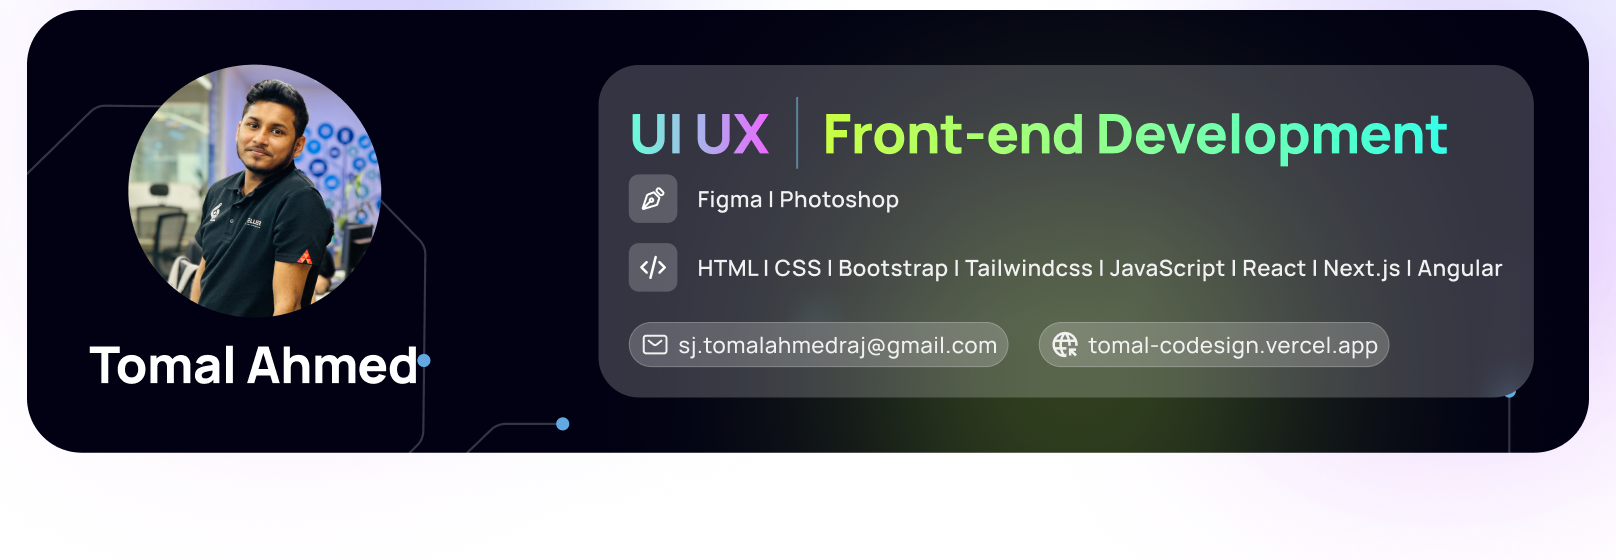 Tomal Ahmed
UI UX | Front-end Development
Figma | Photoshop
HTML | CSS | Bootstrap | Tailwindcss | JavaScript | React | Next.js | Angular
sj.tomalahmedraj@gmail.com
tomal-codesign.vercel.app